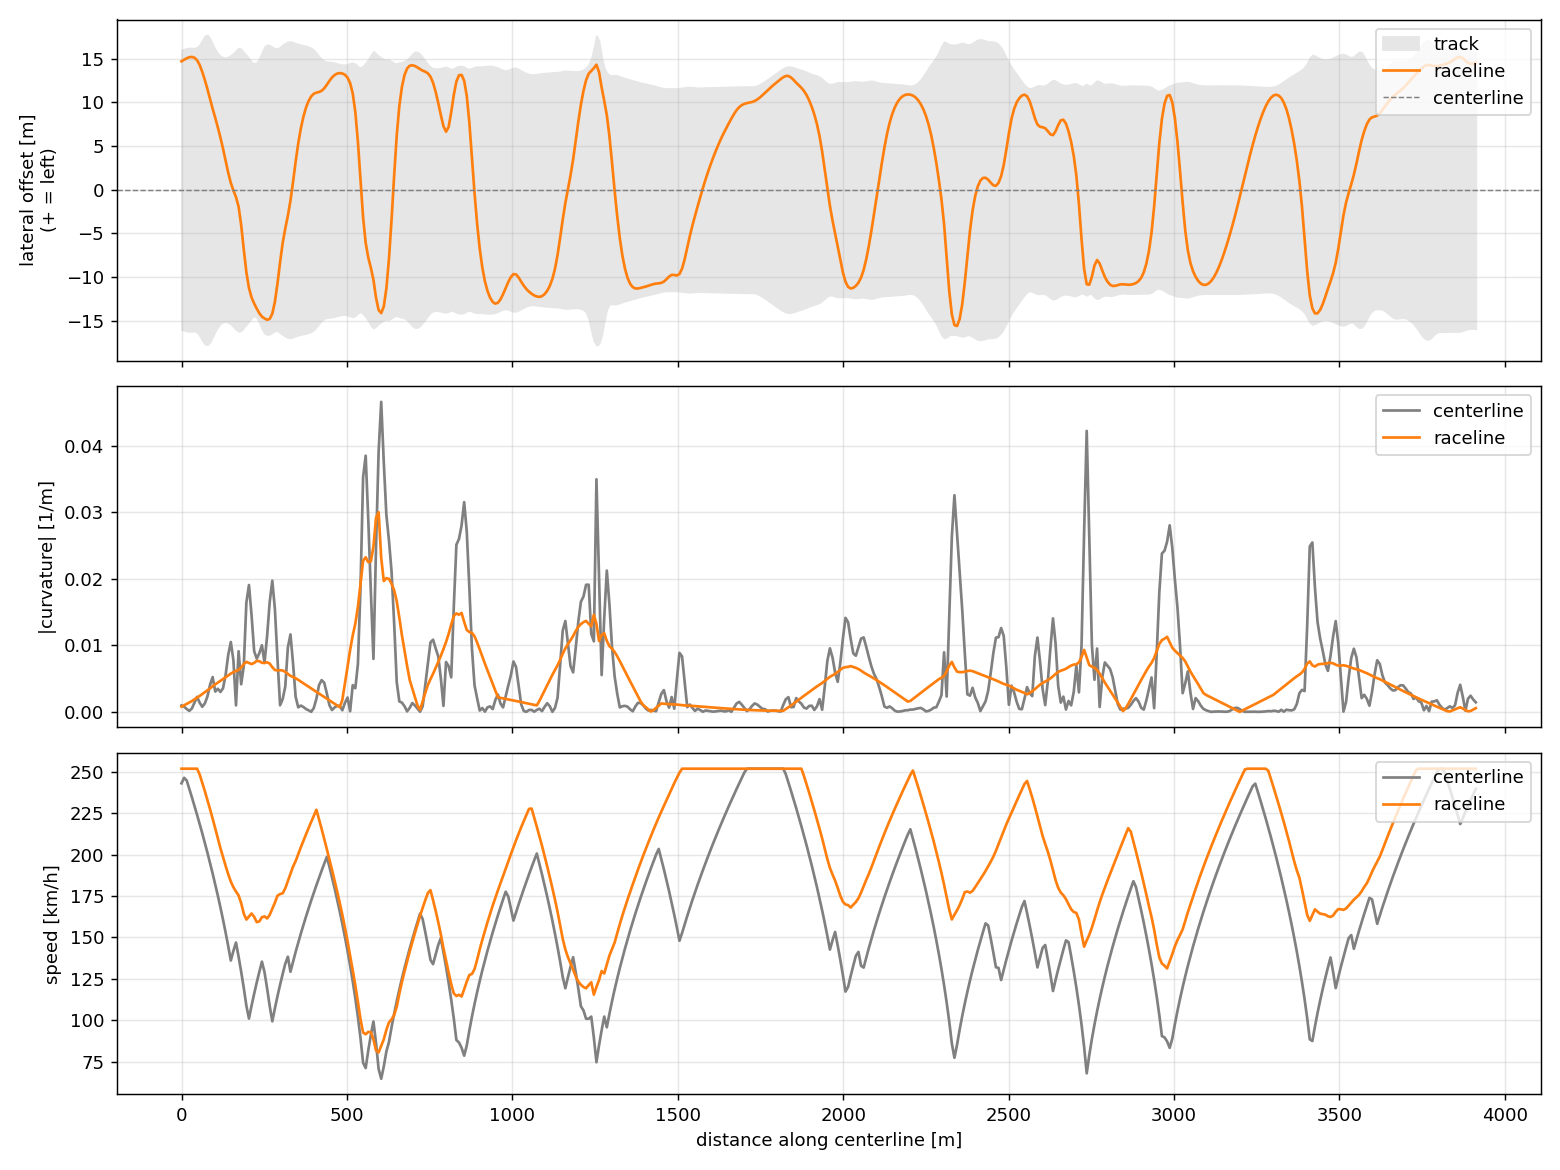 lateral offset [m]
(+ = left)
15
10
5
0
−5
−10
−15
track
raceline
centerline
|curvature| [1/m]
0.04
0.03
0.02
0.01
0.00
centerline
raceline
speed [km/h]
250
225
200
175
150
125
100
75
centerline
raceline
0
500
1000
1500
2000
2500
3000
3500
4000
distance along centerline [m]